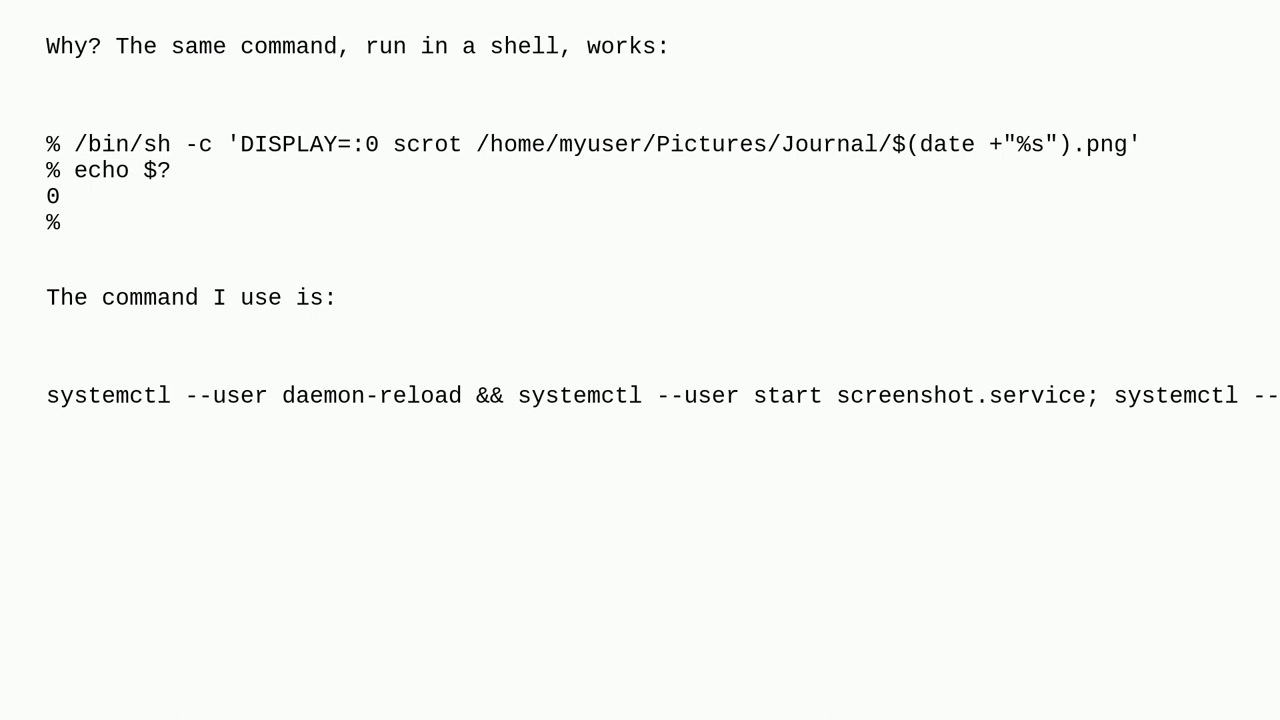 Why? The same command, run in a shell, works:
% /bin/sh -c 'DISPLAY=:0 scrot /home/myuser/Pictures/Journal/$(date +"%s").png'
% echo $?
0
%
The command I use is:
systemctl --user daemon-reload && systemctl --user start screenshot.service; systemctl --